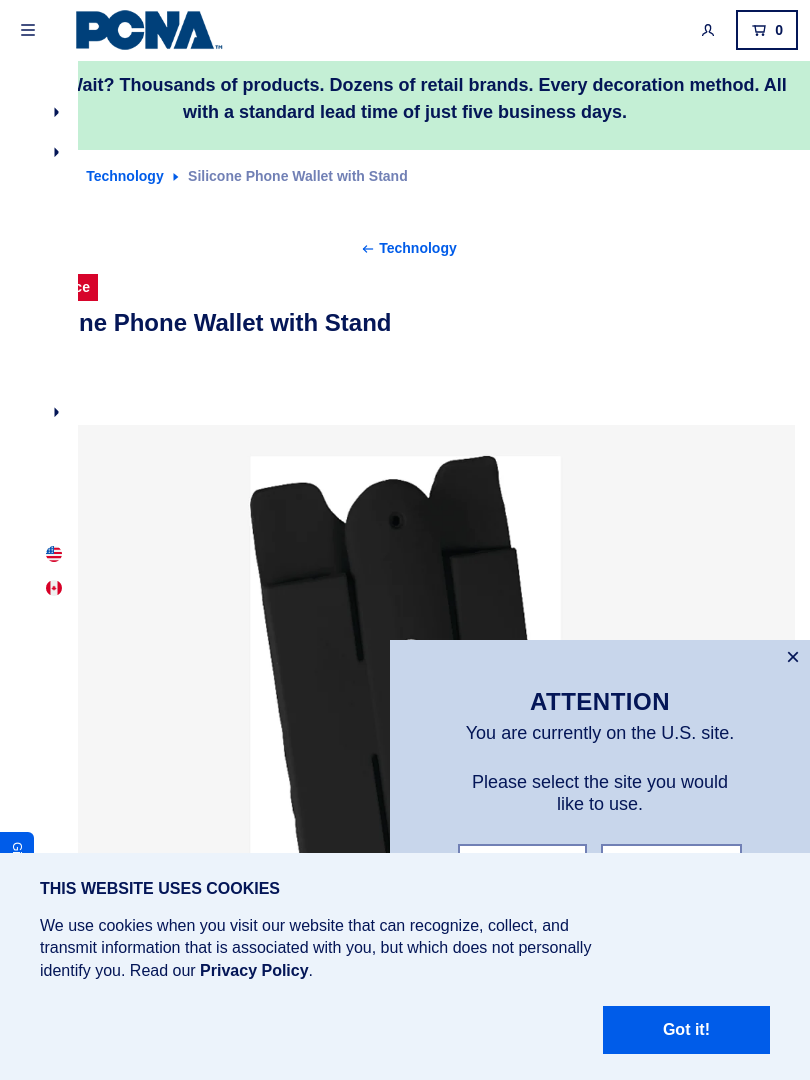 PCNA™
0
Wait? Thousands of products. Dozens of retail brands. Every decoration method. All
with a standard lead time of just five business days.
Technology Silicone Phone Wallet with Stand
Technology
ne Phone Wallet with Stand
ATTENTION
You are currently on the U.S. site.
Please select the site you would
like to use.
THIS WEBSITE USES COOKIES
We use cookies when you visit our website that can recognize, collect, and
transmit information that is associated with you, but which does not personally
identify you. Read our Privacy Policy.
Got it!